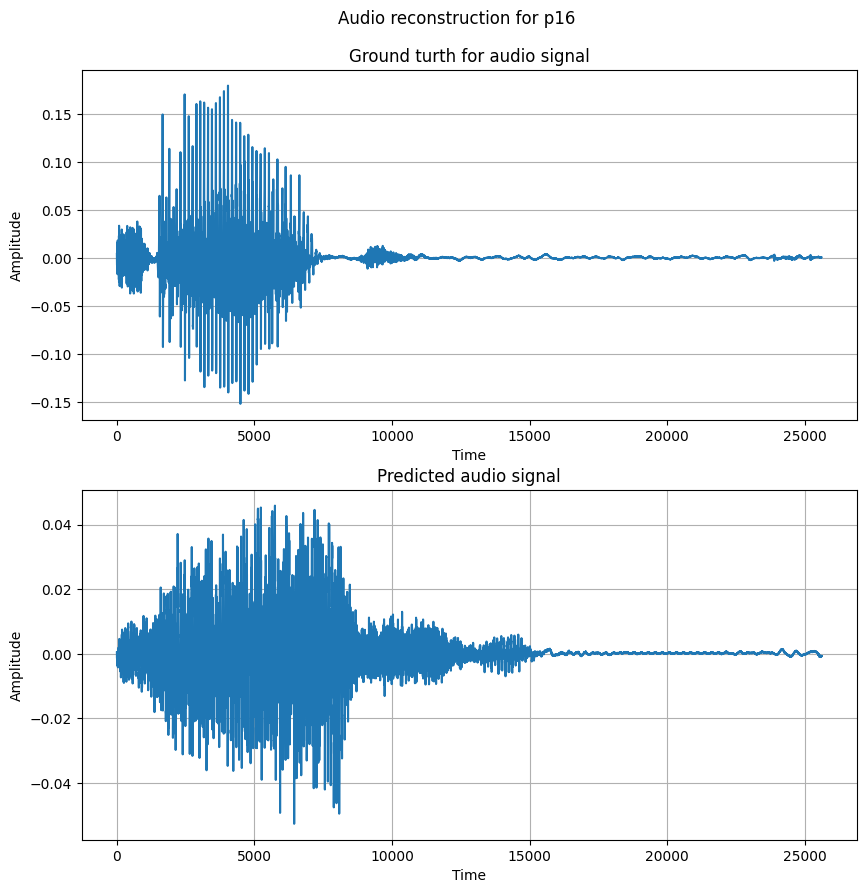 Audio reconstruction for p16
Ground turth for audio signal
0.15
0.10
0.05
0.00
−0.05
−0.10
−0.15
Amplitude
0 5000 10000 15000 20000 25000
Time
Predicted audio signal
0.04
0.02
0.00
−0.02
−0.04
Amplitude
0 5000 10000 15000 20000 25000
Time